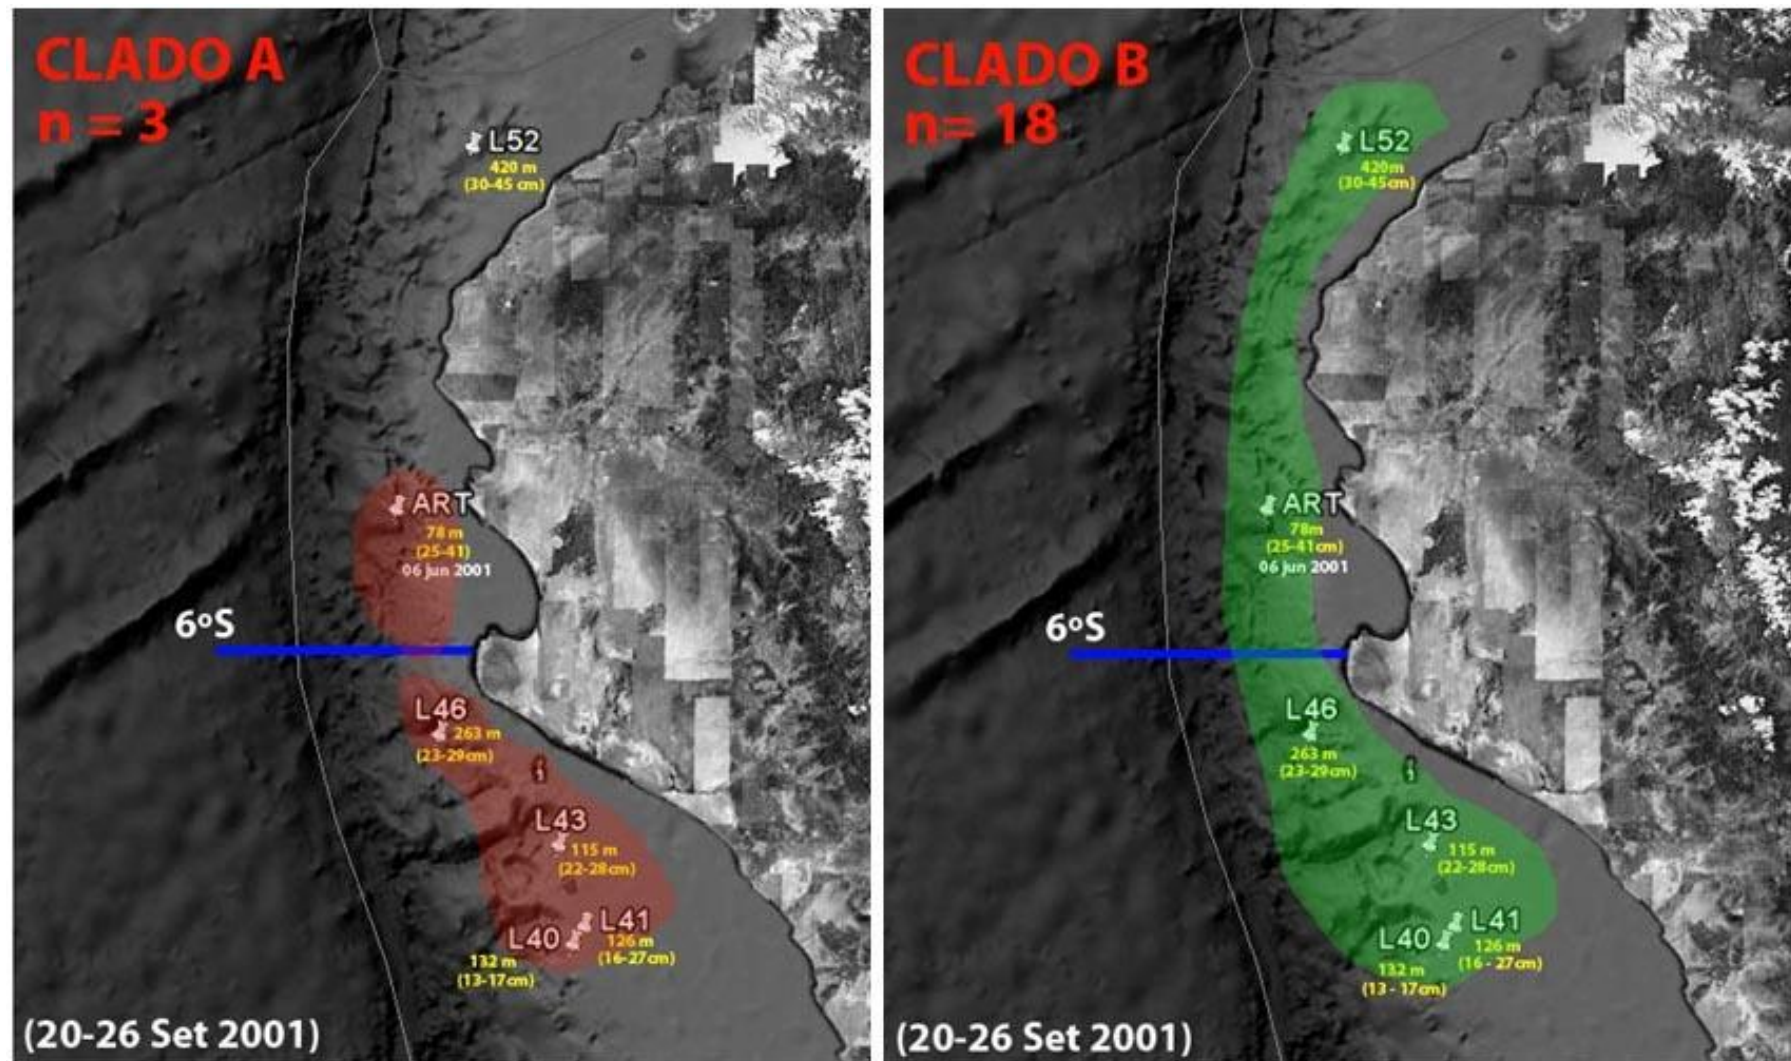 CLADO A
n = 3
L52
420 m
(30-45 cm)
ART
78 m
(25-41)
06 jun 2001
6ºS
L46
263 m
(23-29cm)
L43
115 m
(22-28cm)
L41
L40
126 m
(16-27cm)
132 m
(13-17cm)
(20-26 Set 2001)
CLADO B
n= 18
L52
420m
(30-45cm)
ART
78m
(25-41cm)
06 jun 2001
6ºS
L46
263 m
(23-29cm)
L43
115 m
(22-28cm)
L41
L40
126 m
(16 - 27cm)
132 m
(13 - 17cm)
(20-26 Set 2001)